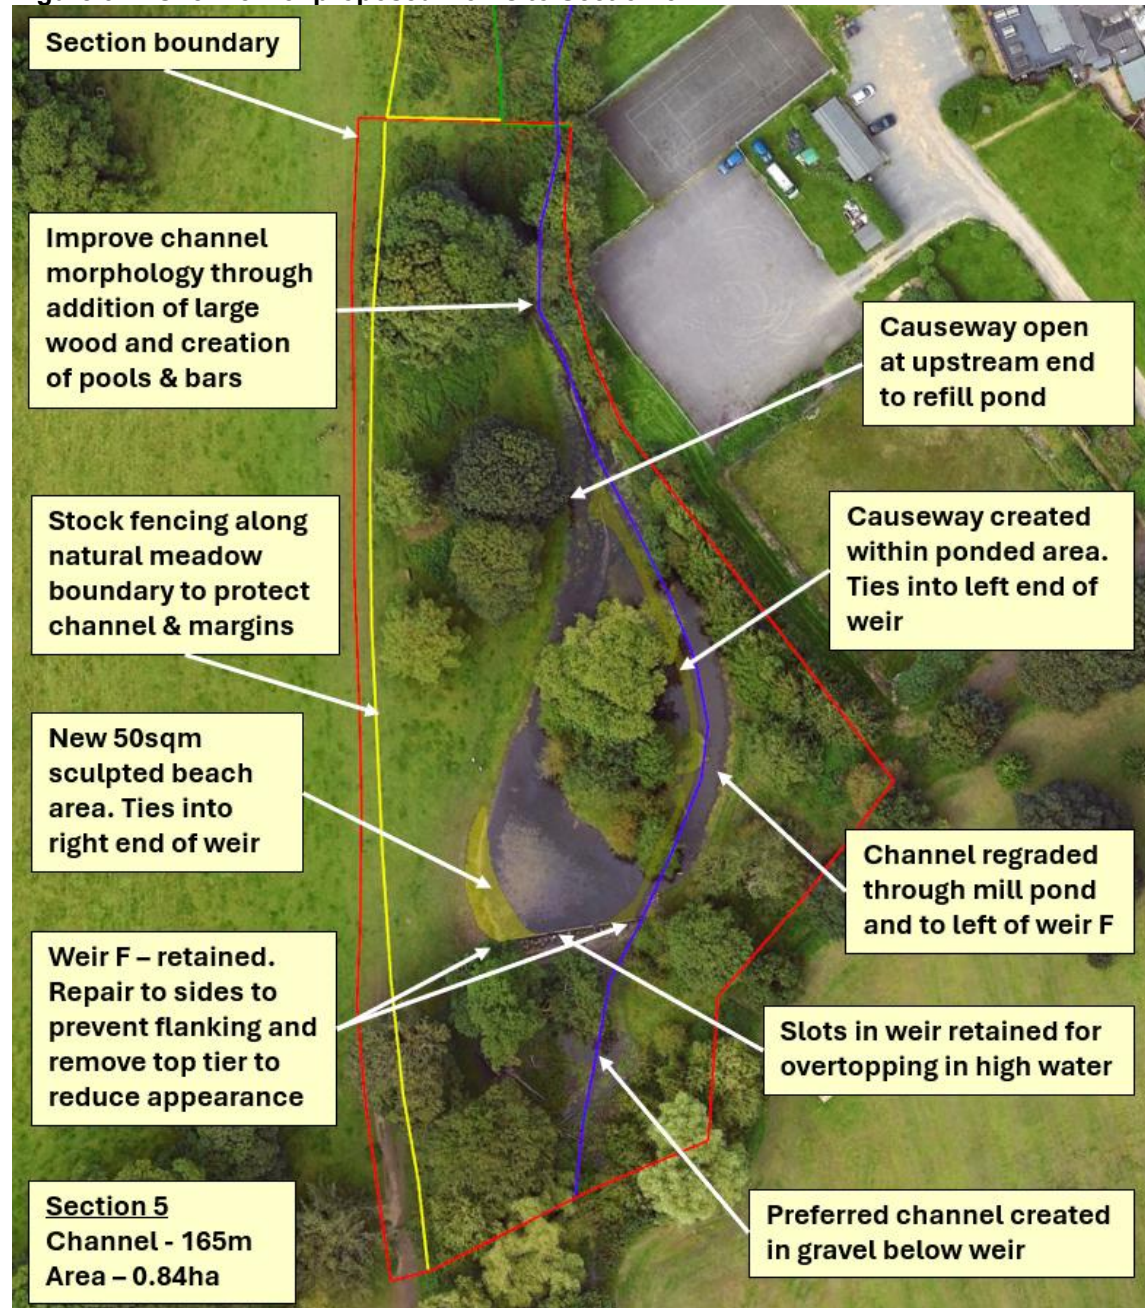 Section boundary
Improve channel
morphology through
addition of large
wood and creation
of pools & bars
Causeway open
at upstream end
to refill pond
Stock fencing along
natural meadow
boundary to protect
channel & margins
Causeway created
within ponded area.
Ties into left end of
weir
New 50sqm
sculpted beach
area. Ties into
right end of weir
Channel regraded
through mill pond
and to left of weir F
Weir F – retained.
Repair to sides to
prevent flanking and
remove top tier to
reduce appearance
Slots in weir retained for
overtopping in high water
Section 5
Channel - 165m
Area – 0.84ha
Preferred channel created
in gravel below weir